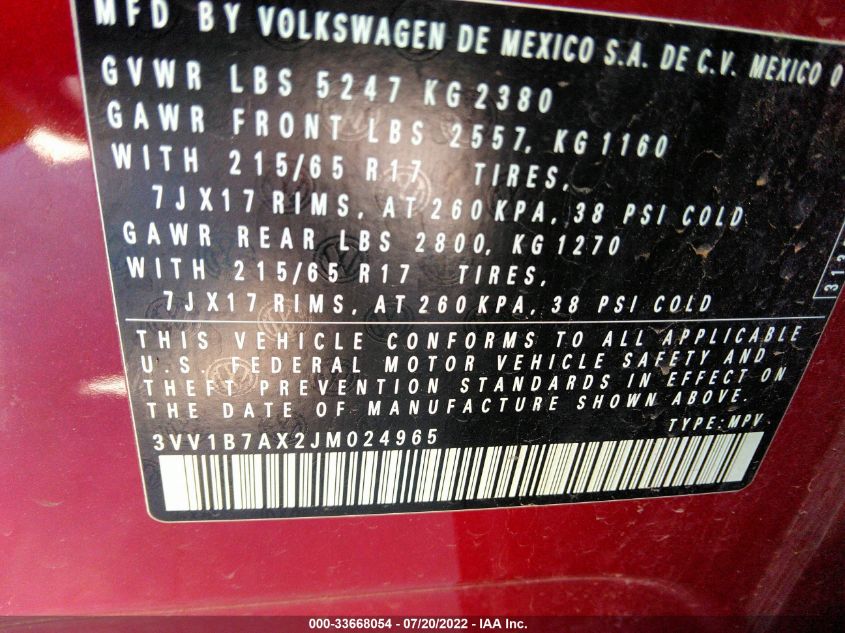 MFD BY VOLKSWAGEN DE MEXICO S.A. DE C.V. MEXICO 0
GVWR LBS 5247 KG 2380
GAWR FRONT LBS 2557, KG 1160
WITH 215/65 R17 TIRES,
7JX17 RIMS, AT 260 KPA, 38 PSI COLD
GAWR REAR LBS 2800, KG 1270
WITH 215/65 R17 TIRES,
7JX17 RIMS, AT 260 KPA, 38 PSI COLD
THIS VEHICLE CONFORMS TO ALL APPLICABLE
U.S. FEDERAL MOTOR VEHICLE SAFETY AND
THEFT PREVENTION STANDARDS IN EFFECT ON
THE DATE OF MANUFACTURE SHOWN ABOVE.
3VV1B7AX2JM024965 TYPE: MPV
000-33668054 - 07/20/2022 - IAA Inc.